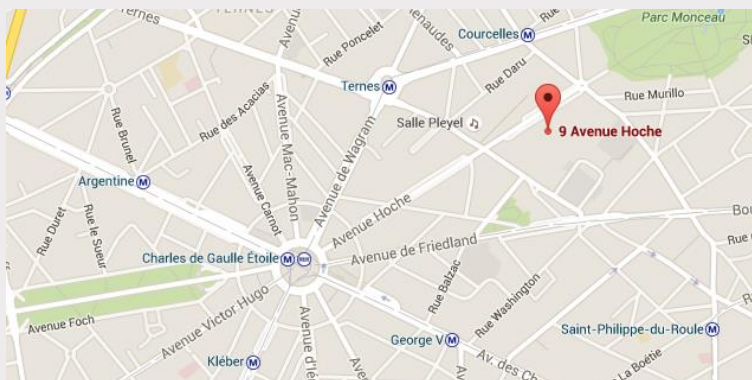 TERNES
Ternes
Avenue
Rue Poncelet
Courcelles
Parc Monceau
Rue Daru
Ternes
Rue Murillo
Rue des Acacias
Salle Pleyel
9 Avenue Hoche
Rue Brunel
Avenue Mac-Mahon
Avenue de Wagram
Argentine
Avenue Carnot
Avenue Hoche
Rue Duret
Rue le Sueur
Charles de Gaulle Étoile
RER
Avenue de Friedland
Rue Balzac
Rue Washington
Avenue Foch
Avenue Victor Hugo
George V
Saint-Philippe-du-Roule
Kléber
Av. des Ch
La Boétie